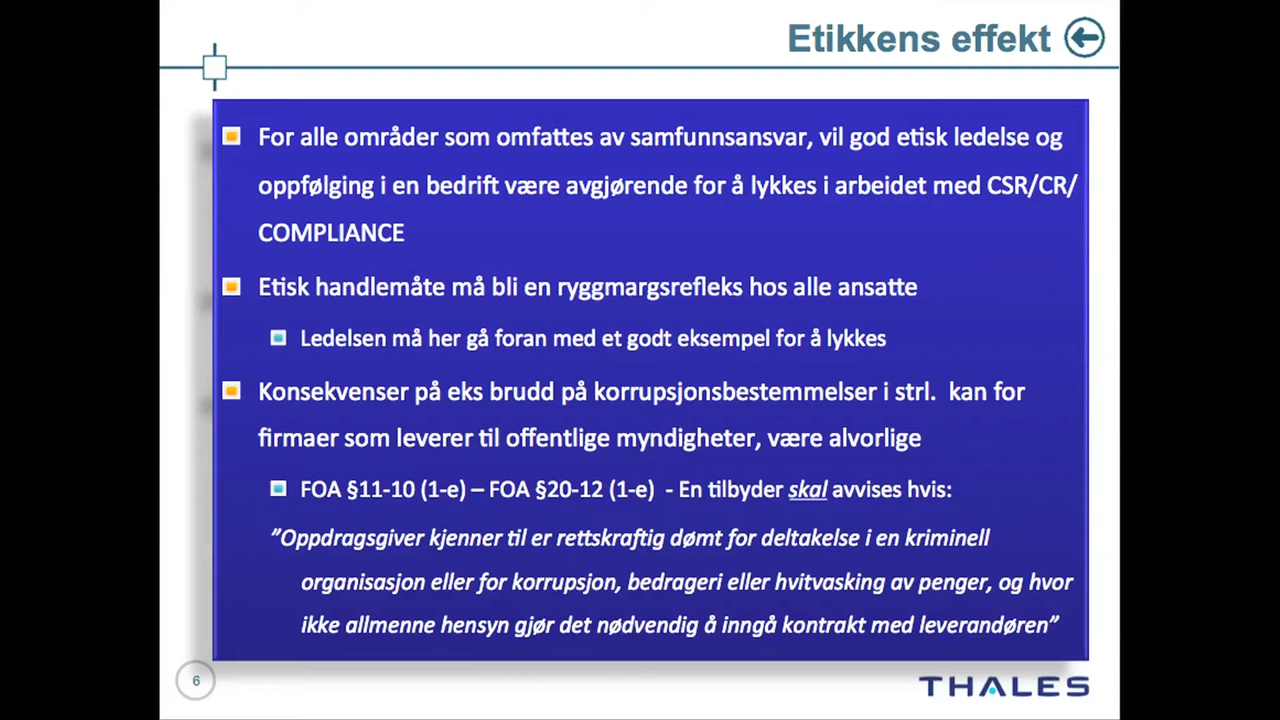 Etikkens effekt
For alle områder som omfattes av samfunnsansvar, vil god etisk ledelse og
oppfølging i en bedrift være avgjørende for å lykkes i arbeidet med CSR/CR/
COMPLIANCE
Etisk handlemåte må bli en ryggmargsrefleks hos alle ansatte
Ledelsen må her gå foran med et godt eksempel for å lykkes
Konsekvenser på eks brudd på korrupsjonsbestemmelser i strl.  kan for
firmaer som leverer til offentlige myndigheter, være alvorlige
FOA §11-10 (1-e) – FOA §20-12 (1-e)  - En tilbyder skal avvises hvis:
”Oppdragsgiver kjenner til er rettskraftig dømt for deltakelse i en kriminell
organisasjon eller for korrupsjon, bedrageri eller hvitvasking av penger, og hvor
ikke allmenne hensyn gjør det nødvendig å inngå kontrakt med leverandøren”
6
THALES